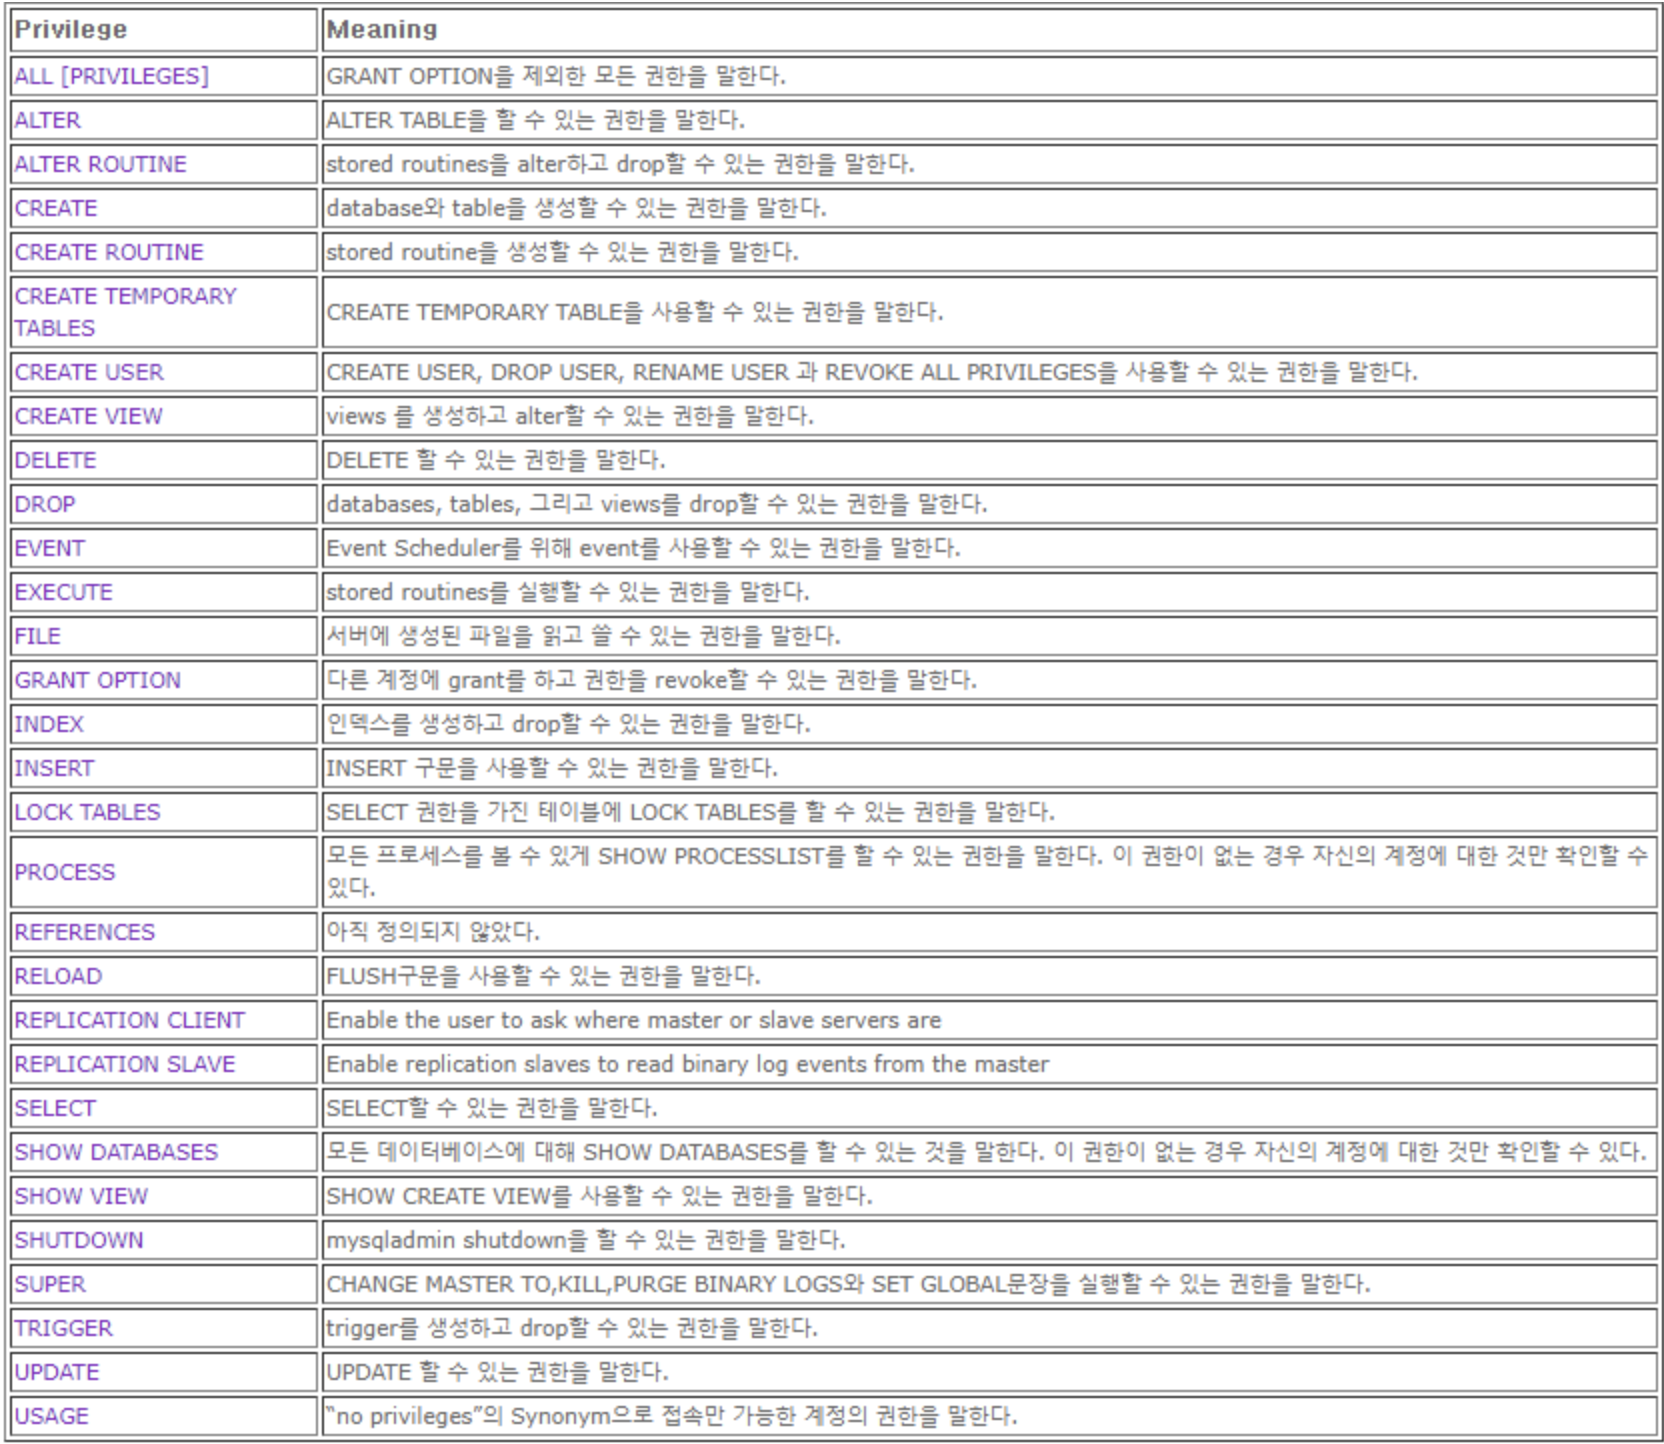 Privilege Meaning
ALL [PRIVILEGES] GRANT OPTION을 제외한 모든 권한을 말한다.
ALTER ALTER TABLE을 할 수 있는 권한을 말한다.
ALTER ROUTINE stored routines을 alter하고 drop할 수 있는 권한을 말한다.
CREATE database와 table을 생성할 수 있는 권한을 말한다.
CREATE ROUTINE stored routine을 생성할 수 있는 권한을 말한다.
CREATE TEMPORARY
TABLES
CREATE TEMPORARY TABLE을 사용할 수 있는 권한을 말한다.
CREATE USER CREATE USER, DROP USER, RENAME USER 과 REVOKE ALL PRIVILEGES을 사용할 수 있는 권한을 말한다.
CREATE VIEW views 를 생성하고 alter할 수 있는 권한을 말한다.
DELETE DELETE 할 수 있는 권한을 말한다.
DROP databases, tables, 그리고 views를 drop할 수 있는 권한을 말한다.
EVENT Event Scheduler를 위해 event를 사용할 수 있는 권한을 말한다.
EXECUTE stored routines를 실행할 수 있는 권한을 말한다.
FILE 서버에 생성된 파일을 읽고 쓸 수 있는 권한을 말한다.
GRANT OPTION 다른 계정에 grant를 하고 권한을 revoke할 수 있는 권한을 말한다.
INDEX 인덱스를 생성하고 drop할 수 있는 권한을 말한다.
INSERT INSERT 구문을 사용할 수 있는 권한을 말한다.
LOCK TABLES SELECT 권한을 가진 테이블에 LOCK TABLES를 할 수 있는 권한을 말한다.
PROCESS
모든 프로세스를 볼 수 있게 SHOW PROCESSLIST를 할 수 있는 권한을 말한다. 이 권한이 없는 경우 자신의 계정에 대한 것만 확인할 수
있다.
REFERENCES 아직 정의되지 않았다.
RELOAD FLUSH구문을 사용할 수 있는 권한을 말한다.
REPLICATION CLIENT Enable the user to ask where master or slave servers are
REPLICATION SLAVE Enable replication slaves to read binary log events from the master
SELECT SELECT할 수 있는 권한을 말한다.
SHOW DATABASES 모든 데이터베이스에 대해 SHOW DATABASES를 할 수 있는 것을 말한다. 이 권한이 없는 경우 자신의 계정에 대한 것만 확인할 수 있다.
SHOW VIEW SHOW CREATE VIEW를 사용할 수 있는 권한을 말한다.
SHUTDOWN mysqladmin shutdown을 할 수 있는 권한을 말한다.
SUPER CHANGE MASTER TO,KILL,PURGE BINARY LOGS와 SET GLOBAL문장을 실행할 수 있는 권한을 말한다.
TRIGGER trigger를 생성하고 drop할 수 있는 권한을 말한다.
UPDATE UPDATE 할 수 있는 권한을 말한다.
USAGE “no privileges”의 Synonym으로 접속만 가능한 계정의 권한을 말한다.